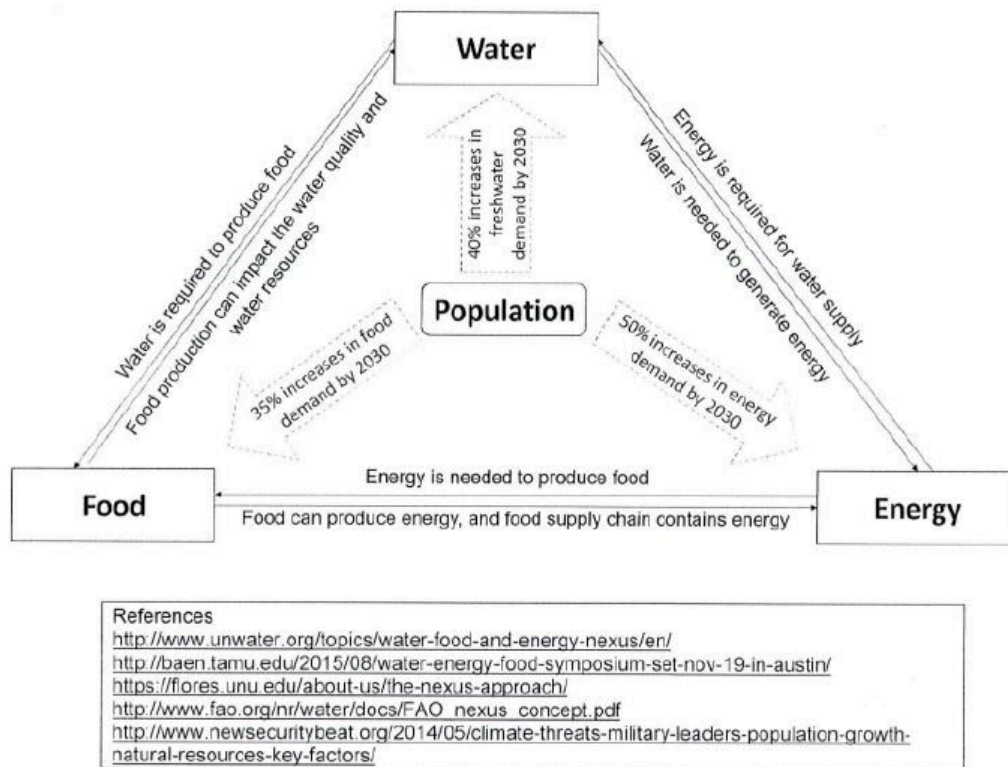 Water
Water is required to produce food
Food production can impact the water quality and
water resources
40% increases in
freshwater
demand by 2030
Energy is required for water supply
Water is needed to generate energy
Population
35% increases in food
demand by 2030
50% increases in energy
demand by 2030
Food
Energy is needed to produce food
Food can produce energy, and food supply chain contains energy
Energy
References
http://www.unwater.org/topics/water-food-and-energy-nexus/en/
http://baen.tamu.edu/2015/08/water-energy-food-symposium-set-nov-19-in-austin/
https://flores.unu.edu/about-us/the-nexus-approach/
http://www.fao.org/nr/water/docs/FAO_nexus_concept.pdf
http://www.newsecuritybeat.org/2014/05/climate-threats-military-leaders-population-growth-
natural-resources-key-factors/